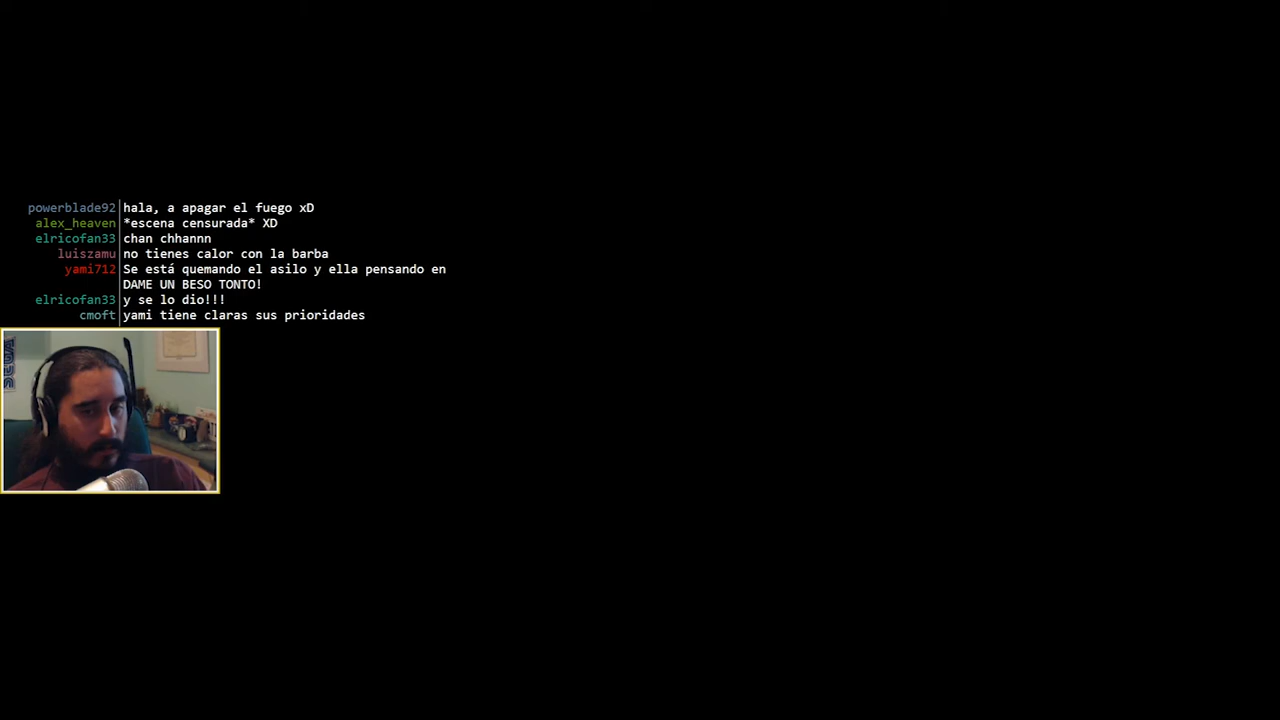 powerblade92 hala, a apagar el fuego xD
alex_heaven *escena censurada* XD
elricofan33 chan chhannn
luiszamu no tienes calor con la barba
yami712 Se está quemando el asilo y ella pensando en
DAME UN BESO TONTO!
elricofan33 y se lo dio!!!
cmoft yami tiene claras sus prioridades
SEGA